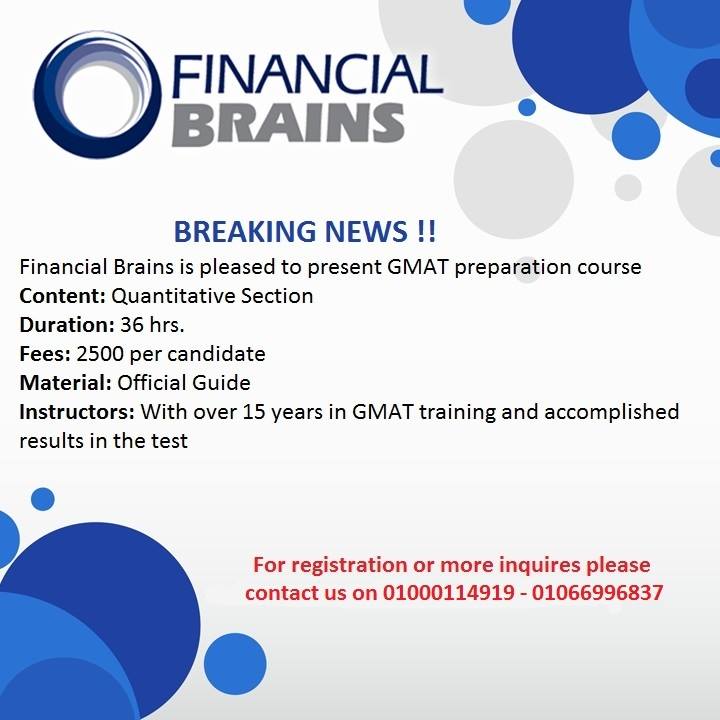 FINANCIAL
BRAINS
BREAKING NEWS !!
Financial Brains is pleased to present GMAT preparation course
Content: Quantitative Section
Duration: 36 hrs.
Fees: 2500 per candidate
Material: Official Guide
Instructors: With over 15 years in GMAT training and accomplished
results in the test
For registration or more inquires please
contact us on 01000114919 - 01066996837